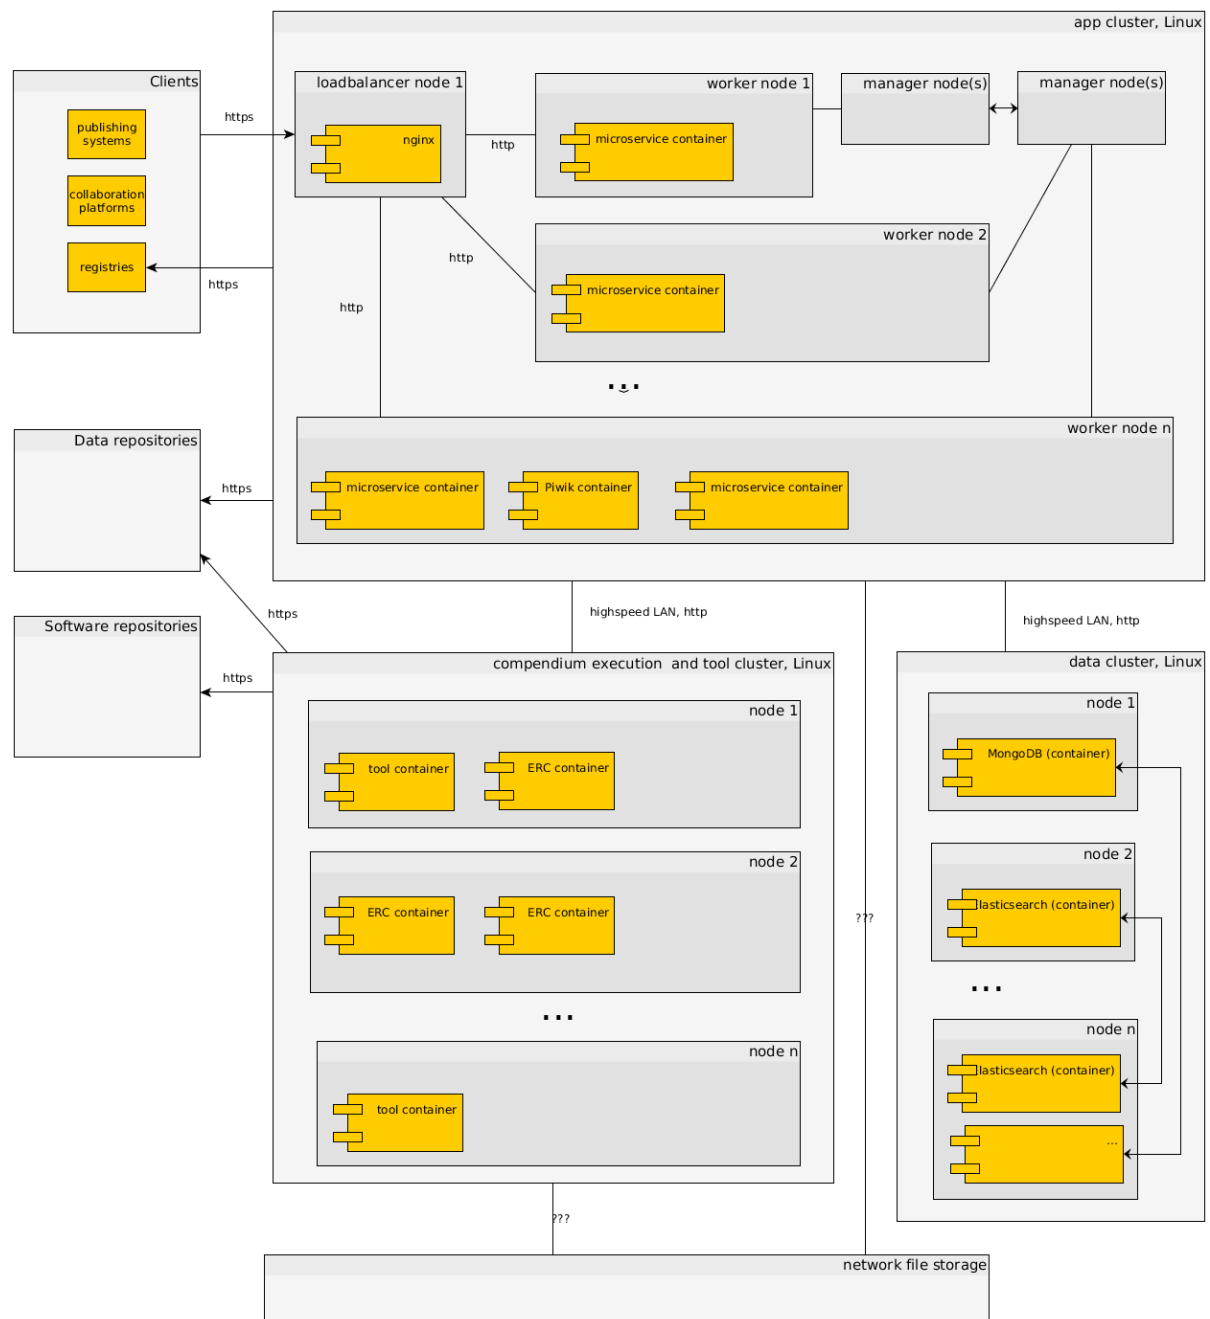 app cluster, Linux
Clients
publishing
systems
collaboration
platforms
registries
https
https
loadbalancer node 1
nginx
http
http
http
worker node 1
microservice container
manager node(s)
manager node(s)
worker node 2
microservice container
...
worker node n
microservice container
Piwik container
microservice container
Data repositories
https
https
Software repositories
https
highspeed LAN, http
highspeed LAN, http
compendium execution  and tool cluster, Linux
node 1
tool container
ERC container
node 2
ERC container
ERC container
...
node n
tool container
???
data cluster, Linux
node 1
MongoDB (container)
node 2
lasticsearch (container)
...
node n
lasticsearch (container)
...
???
network file storage